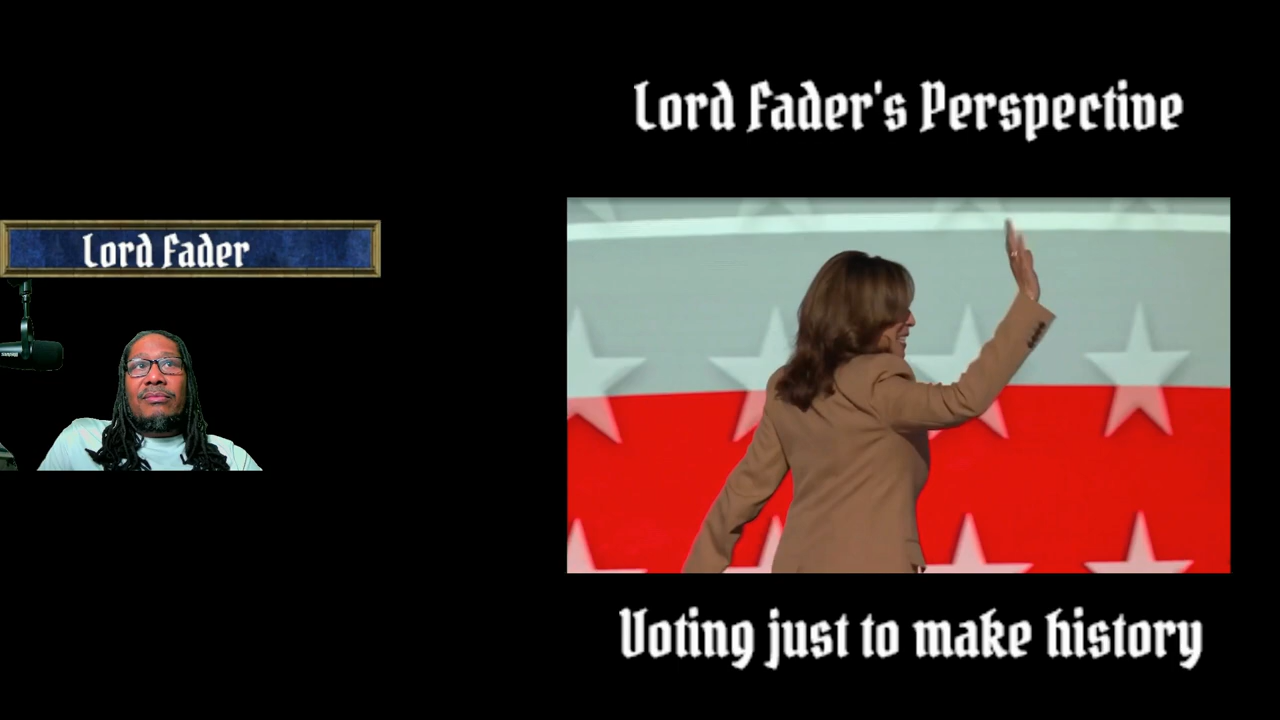 Lord Fader's Perspective
Lord Fader
Voting just to make history